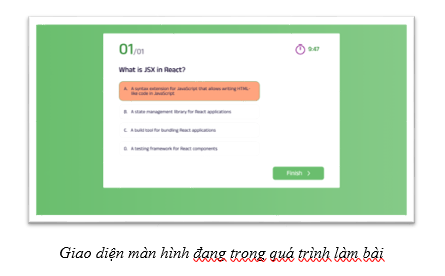 01/01
9:47
What is JSX in React?
A. A syntax extension for JavaScript that allows writing HTML-
like code in JavaScript
B. A state management library for React applications
C. A build tool for bundling React applications
D. A testing framework for React components
Finish >
Giao diện màn hình đang trong quá trình làm bài